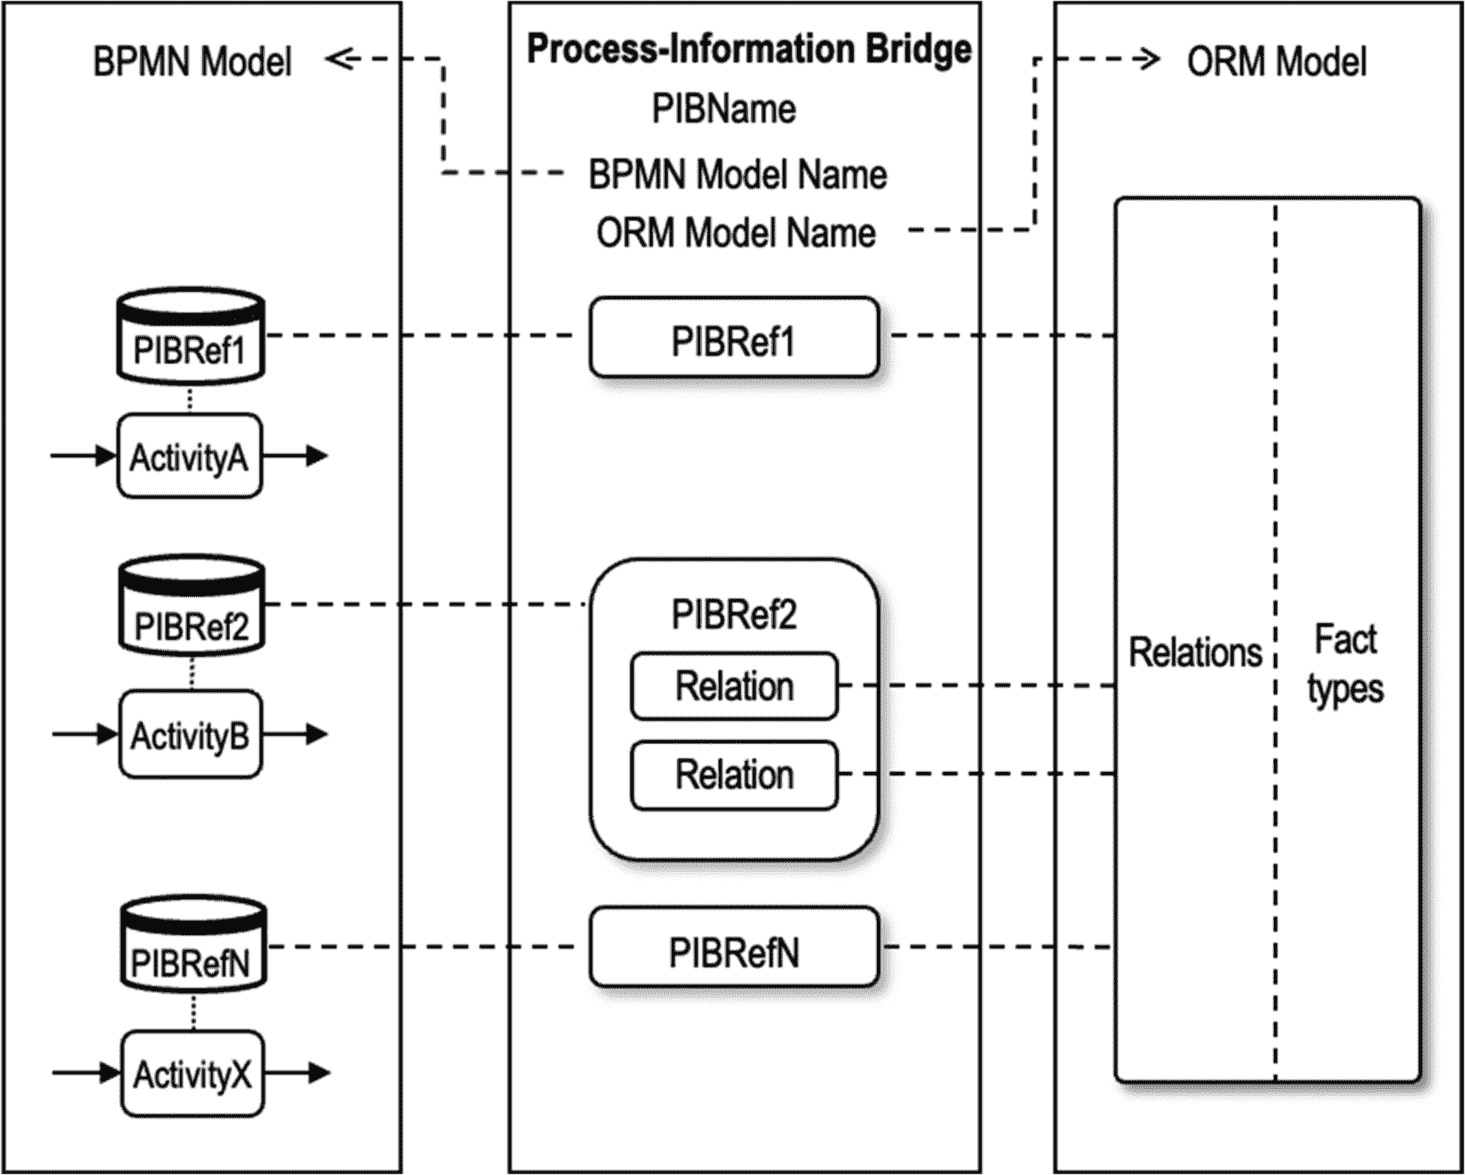 BPMN Model
PIBRef1
ActivityA
PIBRef2
ActivityB
PIBRefN
ActivityX
Process-Information Bridge
PIBName
BPMN Model Name
ORM Model Name
PIBRef1
PIBRef2
Relation
Relation
PIBRefN
ORM Model
Relations
Fact
types